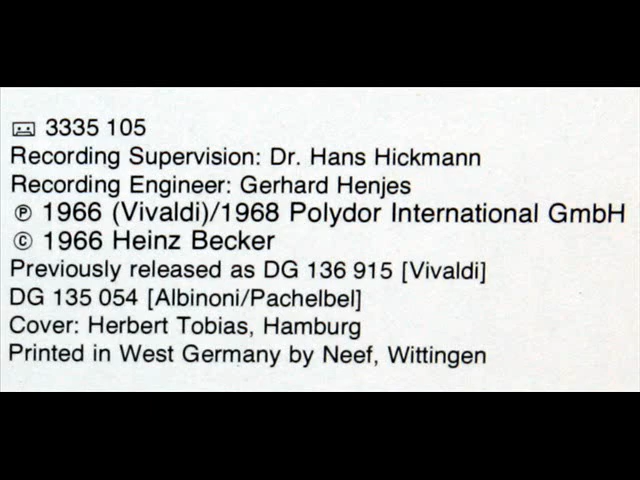 3335 105
Recording Supervision: Dr. Hans Hickmann
Recording Engineer: Gerhard Henjes
℗ 1966 (Vivaldi)/1968 Polydor International GmbH
© 1966 Heinz Becker
Previously released as DG 136 915 [Vivaldi]
DG 135 054 [Albinoni/Pachelbel]
Cover: Herbert Tobias, Hamburg
Printed in West Germany by Neef, Wittingen